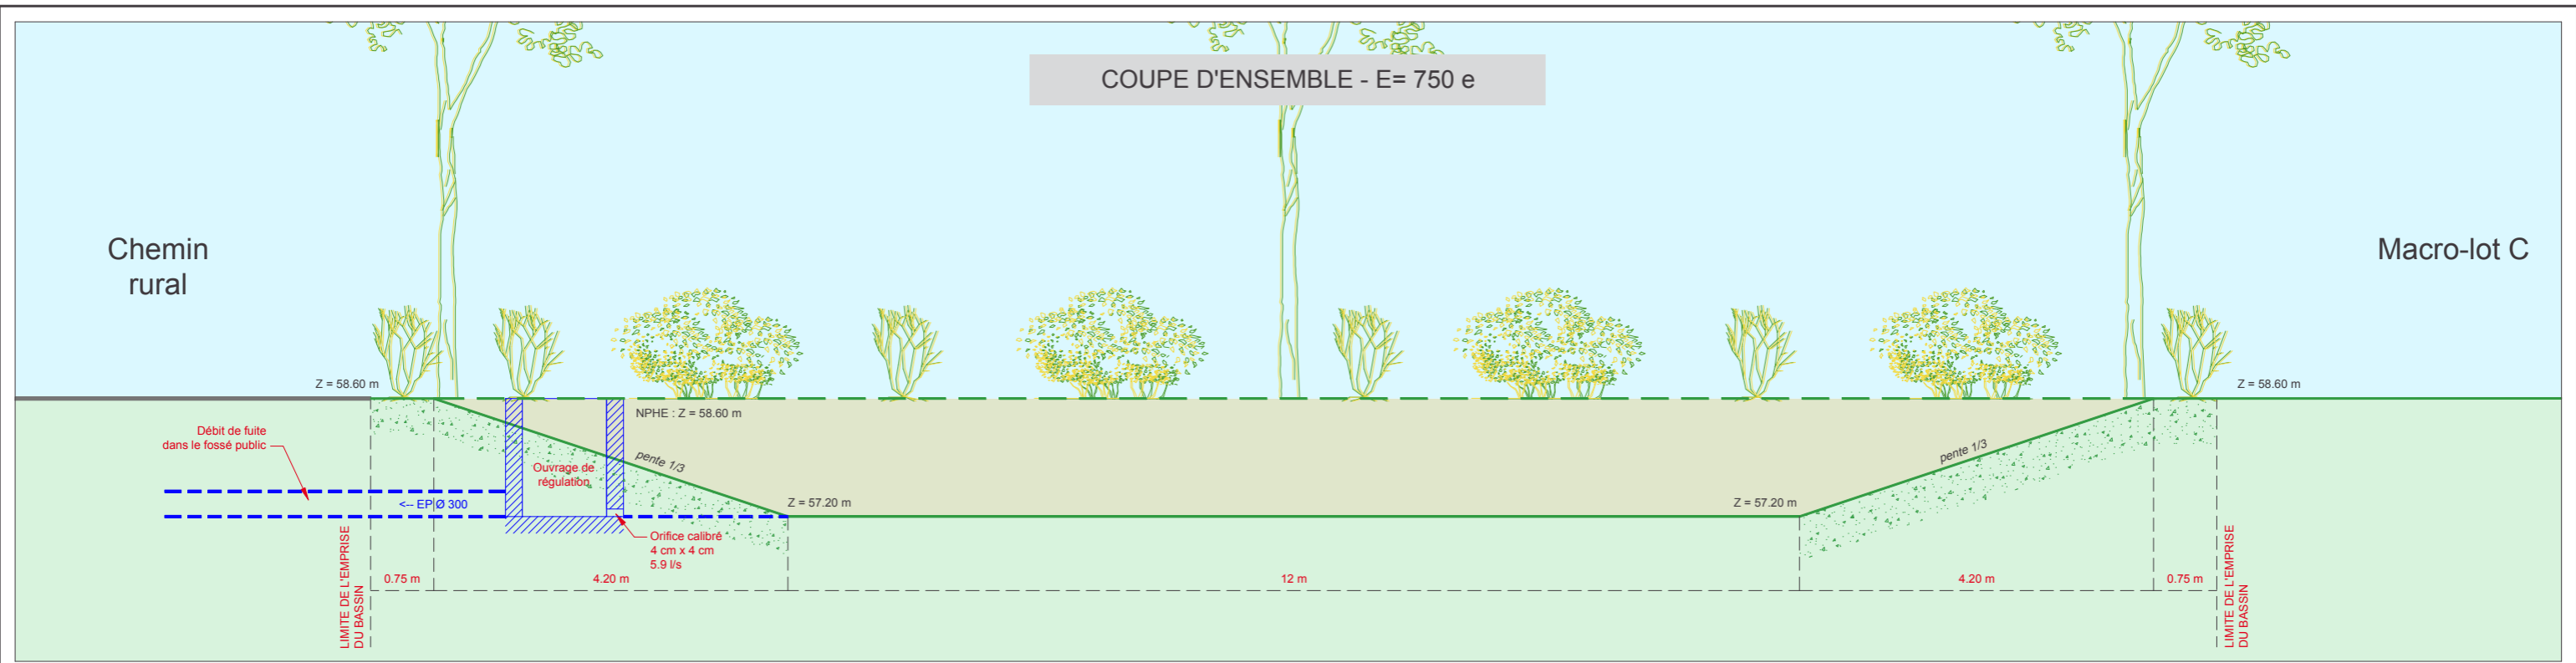 COUPE D'ENSEMBLE - E= 750 e
Chemin
rural
Macro-lot C
Z = 58.60 m
Z = 58.60 m
NPHE : Z = 58.60 m
Débit de fuite
dans le fossé public
pente 1/3
pente 1/3
Ouvrage de
régulation
<-- EP Ø 300
Z = 57.20 m
Z = 57.20 m
Orifice calibré
4 cm x 4 cm
5.9 l/s
LIMITE DE L'EMPRISE
DU BASSIN
0.75 m
4.20 m
12 m
4.20 m
0.75 m
LIMITE DE L'EMPRISE
DU BASSIN